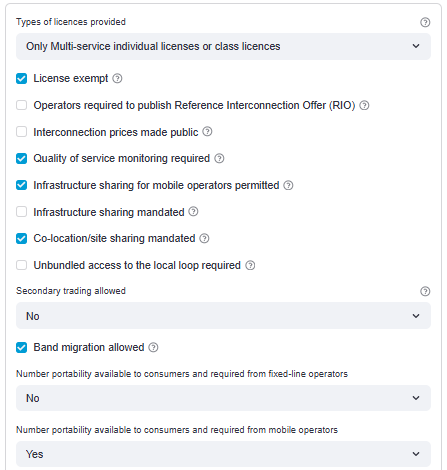 Types of licences provided
Only Multi-service individual licenses or class licences
License exempt
Operators required to publish Reference Interconnection Offer (RIO)
Interconnection prices made public
Quality of service monitoring required
Infrastructure sharing for mobile operators permitted
Infrastructure sharing mandated
Co-location/site sharing mandated
Unbundled access to the local loop required
Secondary trading allowed
No
Band migration allowed
Number portability available to consumers and required from fixed-line operators
No
Number portability available to consumers and required from mobile operators
Yes